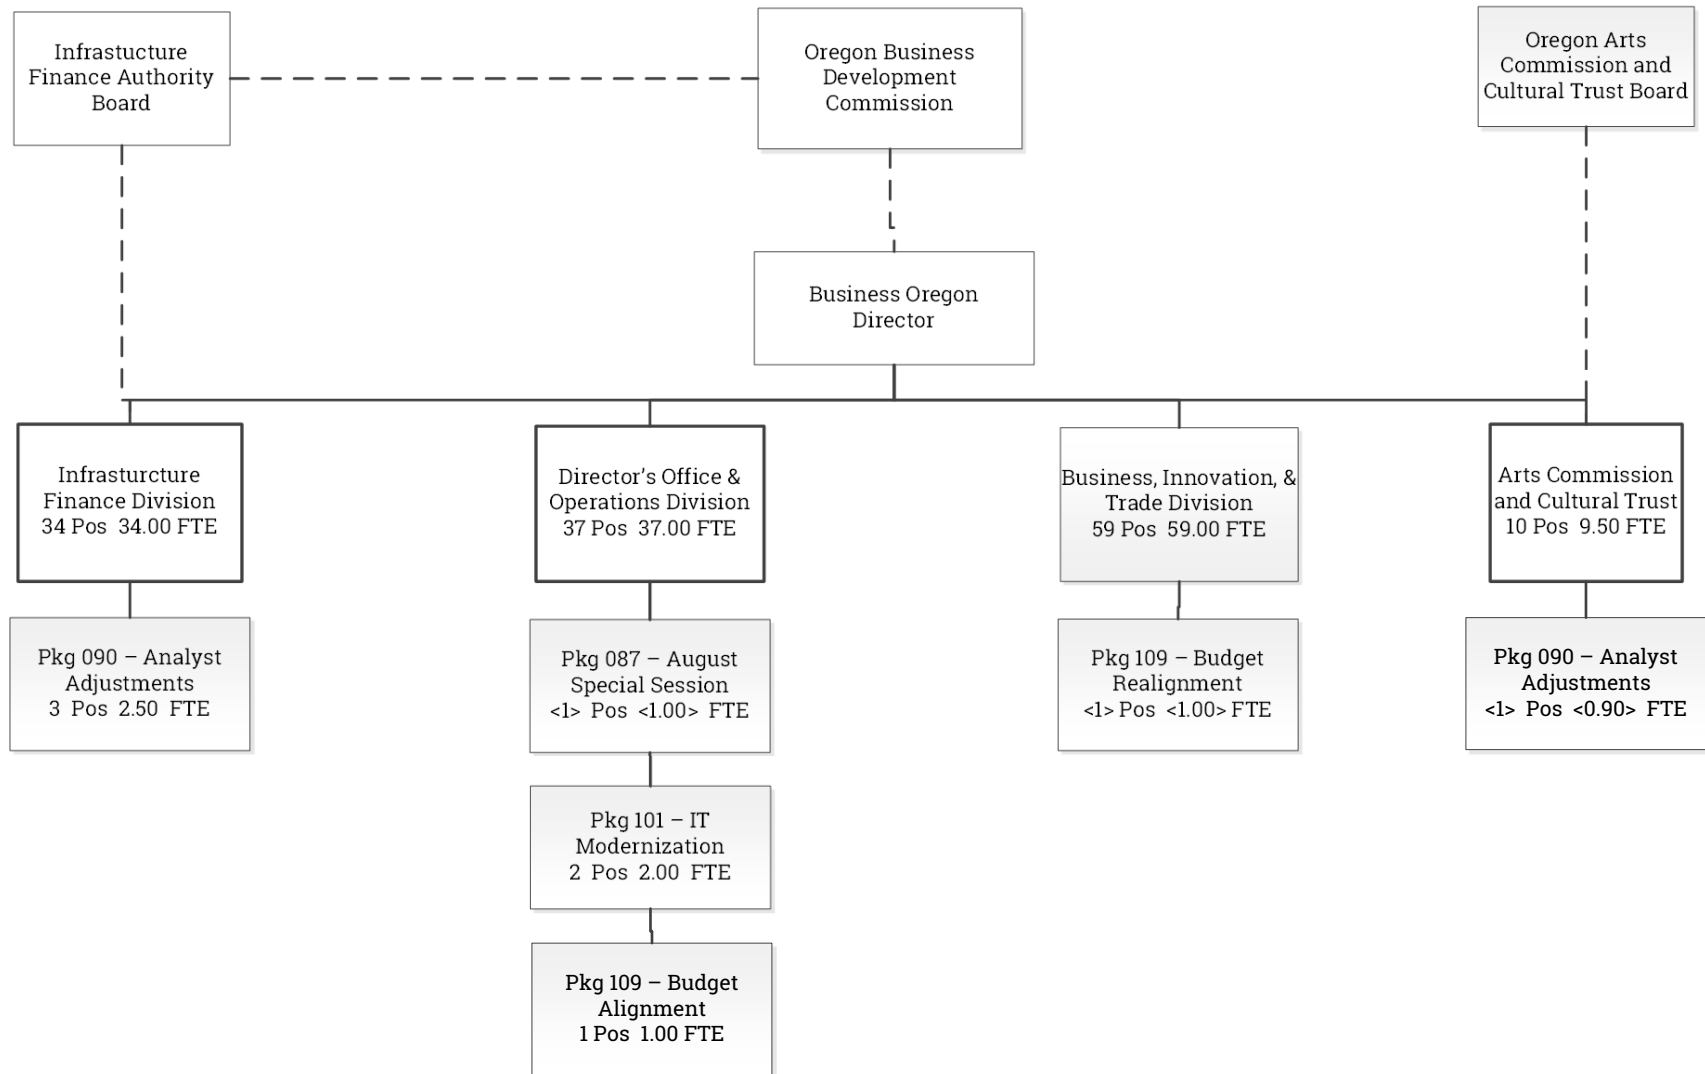 Infrastucture
Finance Authority
Board
Oregon Business
Development
Commission
Oregon Arts
Commission and
Cultural Trust Board
Business Oregon
Director
Infrasturcture
Finance Division
34 Pos 34.00 FTE
Director’s Office &
Operations Division
37 Pos 37.00 FTE
Business, Innovation, &
Trade Division
59 Pos 59.00 FTE
Arts Commission
and Cultural Trust
10 Pos 9.50 FTE
Pkg 090 – Analyst
Adjustments
3 Pos 2.50 FTE
Pkg 087 – August
Special Session
<1> Pos <1.00> FTE
Pkg 109 – Budget
Realignment
<1> Pos <1.00> FTE
Pkg 090 – Analyst
Adjustments
<1> Pos <0.90> FTE
Pkg 101 – IT
Modernization
2 Pos 2.00 FTE
Pkg 109 – Budget
Alignment
1 Pos 1.00 FTE